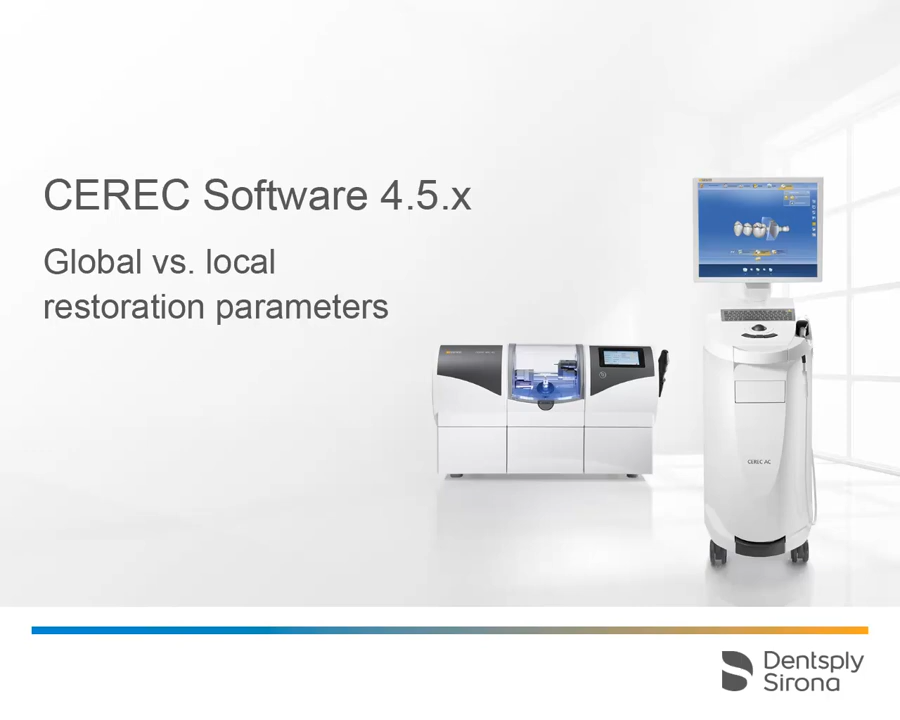 CEREC Software 4.5.x
Global vs. local
restoration parameters
CEREC AC
Dentsply
Sirona